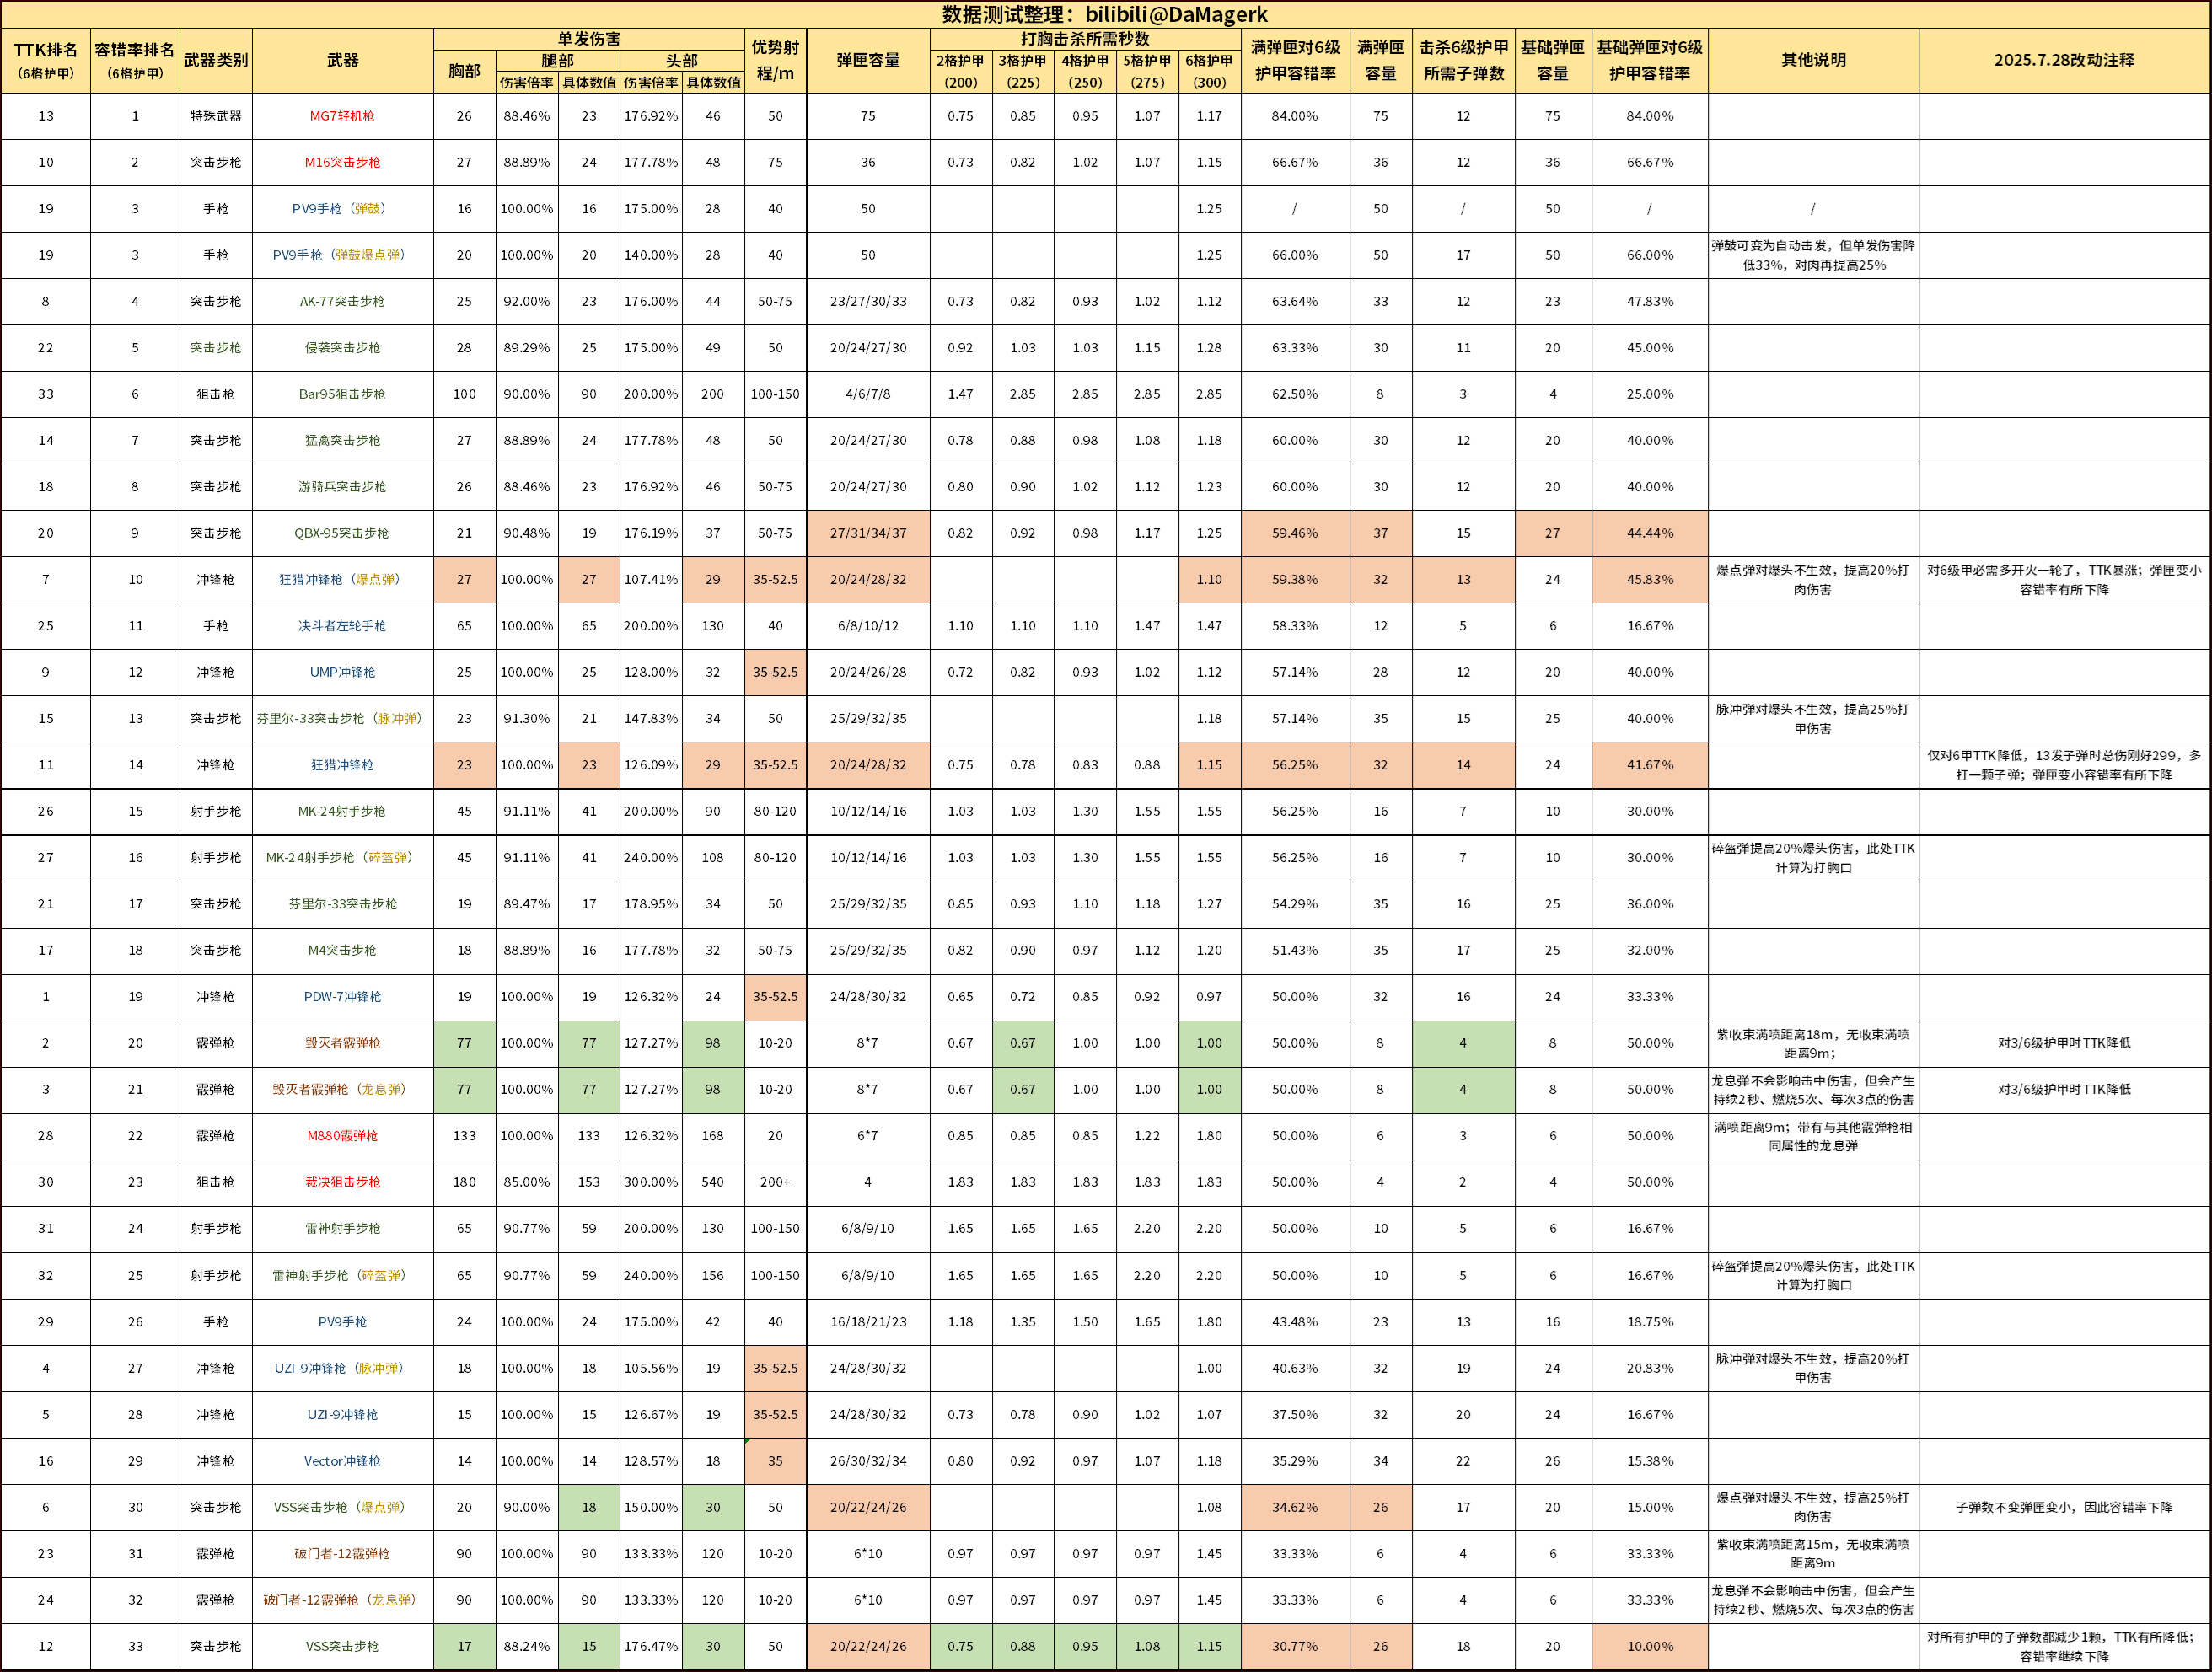 数据测试整理：bilibili@DaMagerk
TTK排名（6格护甲） 容错率排名（6格护甲） 武器类别 武器 单发伤害 优势射程/m 弹匣容量 打胸击杀所需秒数 满弹匣对6级护甲容错率 满弹匣容量 击杀6级护甲所需子弹数 基础弹匣容量 基础弹匣对6级护甲容错率 其他说明 2025.7.28改动注释
胸部 腿部 头部 2格护甲（200） 3格护甲（225） 4格护甲（250） 5格护甲（275） 6格护甲（300）
伤害倍率 具体数值 伤害倍率 具体数值
13 1 特殊武器 MG7轻机枪 26 88.46% 23 176.92% 46 50 75 0.75 0.85 0.95 1.07 1.17 84.00% 75 12 75 84.00%
10 2 突击步枪 M16突击步枪 27 88.89% 24 177.78% 48 75 36 0.73 0.82 1.02 1.07 1.15 66.67% 36 12 36 66.67%
19 3 手枪 PV9手枪（弹鼓） 16 100.00% 16 175.00% 28 40 50 1.25 / 50 / 50 / /
19 3 手枪 PV9手枪（弹鼓爆点弹） 20 100.00% 20 140.00% 28 40 50 1.25 66.00% 50 17 50 66.00% 弹鼓可变为自动击发，但单发伤害降低33%，对肉再提高25%
8 4 突击步枪 AK-77突击步枪 25 92.00% 23 176.00% 44 50-75 23/27/30/33 0.73 0.82 0.93 1.02 1.12 63.64% 33 12 23 47.83%
22 5 突击步枪 侵袭突击步枪 28 89.29% 25 175.00% 49 50 20/24/27/30 0.92 1.03 1.03 1.15 1.28 63.33% 30 11 20 45.00%
33 6 狙击枪 Bar95狙击步枪 100 90.00% 90 200.00% 200 100-150 4/6/7/8 1.47 2.85 2.85 2.85 2.85 62.50% 8 3 4 25.00%
14 7 突击步枪 猛禽突击步枪 27 88.89% 24 177.78% 48 50 20/24/27/30 0.78 0.88 0.98 1.08 1.18 60.00% 30 12 20 40.00%
18 8 突击步枪 游骑兵突击步枪 26 88.46% 23 176.92% 46 50-75 20/24/27/30 0.80 0.90 1.02 1.12 1.23 60.00% 30 12 20 40.00%
20 9 突击步枪 QBX-95突击步枪 21 90.48% 19 176.19% 37 50-75 27/31/34/37 0.82 0.92 0.98 1.17 1.25 59.46% 37 15 27 44.44%
7 10 冲锋枪 狂猎冲锋枪（爆点弹） 27 100.00% 27 107.41% 29 35-52.5 20/24/28/32 1.10 59.38% 32 13 24 45.83% 爆点弹对爆头不生效，提高20%打肉伤害 对6级甲必需多开火一轮了，TTK暴涨；弹匣变小容错率有所下降
25 11 手枪 决斗者左轮手枪 65 100.00% 65 200.00% 130 40 6/8/10/12 1.10 1.10 1.10 1.47 1.47 58.33% 12 5 6 16.67%
9 12 冲锋枪 UMP冲锋枪 25 100.00% 25 128.00% 32 35-52.5 20/24/26/28 0.72 0.82 0.93 1.02 1.12 57.14% 28 12 20 40.00%
15 13 突击步枪 芬里尔-33突击步枪（脉冲弹） 23 91.30% 21 147.83% 34 50 25/29/32/35 1.18 57.14% 35 15 25 40.00% 脉冲弹对爆头不生效，提高25%打甲伤害
11 14 冲锋枪 狂猎冲锋枪 23 100.00% 23 126.09% 29 35-52.5 20/24/28/32 0.75 0.78 0.83 0.88 1.15 56.25% 32 14 24 41.67% 仅对6甲TTK降低，13发子弹时总伤刚好299，多打一颗子弹；弹匣变小容错率有所下降
26 15 射手步枪 MK-24射手步枪 45 91.11% 41 200.00% 90 80-120 10/12/14/16 1.03 1.03 1.30 1.55 1.55 56.25% 16 7 10 30.00%
27 16 射手步枪 MK-24射手步枪（碎盔弹） 45 91.11% 41 240.00% 108 80-120 10/12/14/16 1.03 1.03 1.30 1.55 1.55 56.25% 16 7 10 30.00% 碎盔弹提高20%爆头伤害，此处TTK计算为打胸口
21 17 突击步枪 芬里尔-33突击步枪 19 89.47% 17 178.95% 34 50 25/29/32/35 0.85 0.93 1.10 1.18 1.27 54.29% 35 16 25 36.00%
17 18 突击步枪 M4突击步枪 18 88.89% 16 177.78% 32 50-75 25/29/32/35 0.82 0.90 0.97 1.12 1.20 51.43% 35 17 25 32.00%
1 19 冲锋枪 PDW-7冲锋枪 19 100.00% 19 126.32% 24 35-52.5 24/28/30/32 0.65 0.72 0.85 0.92 0.97 50.00% 32 16 24 33.33%
2 20 霰弹枪 毁灭者霰弹枪 77 100.00% 77 127.27% 98 10-20 8*7 0.67 0.67 1.00 1.00 1.00 50.00% 8 4 8 50.00% 紫收束满喷距离18m，无收束满喷距离9m； 对3/6级护甲时TTK降低
3 21 霰弹枪 毁灭者霰弹枪（龙息弹） 77 100.00% 77 127.27% 98 10-20 8*7 0.67 0.67 1.00 1.00 1.00 50.00% 8 4 8 50.00% 龙息弹不会影响击中伤害，但会产生持续2秒、燃烧5次、每次3点的伤害 对3/6级护甲时TTK降低
28 22 霰弹枪 M880霰弹枪 133 100.00% 133 126.32% 168 20 6*7 0.85 0.85 0.85 1.22 1.80 50.00% 6 3 6 50.00% 满喷距离9m；带有与其他霰弹枪相同属性的龙息弹
30 23 狙击枪 裁决狙击步枪 180 85.00% 153 300.00% 540 200+ 4 1.83 1.83 1.83 1.83 1.83 50.00% 4 2 4 50.00%
31 24 射手步枪 雷神射手步枪 65 90.77% 59 200.00% 130 100-150 6/8/9/10 1.65 1.65 1.65 2.20 2.20 50.00% 10 5 6 16.67%
32 25 射手步枪 雷神射手步枪（碎盔弹） 65 90.77% 59 240.00% 156 100-150 6/8/9/10 1.65 1.65 1.65 2.20 2.20 50.00% 10 5 6 16.67% 碎盔弹提高20%爆头伤害，此处TTK计算为打胸口
29 26 手枪 PV9手枪 24 100.00% 24 175.00% 42 40 16/18/21/23 1.18 1.35 1.50 1.65 1.80 43.48% 23 13 16 18.75%
4 27 冲锋枪 UZI-9冲锋枪（脉冲弹） 18 100.00% 18 105.56% 19 35-52.5 24/28/30/32 1.00 40.63% 32 19 24 20.83% 脉冲弹对爆头不生效，提高20%打甲伤害
5 28 冲锋枪 UZI-9冲锋枪 15 100.00% 15 126.67% 19 35-52.5 24/28/30/32 0.73 0.78 0.90 1.02 1.07 37.50% 32 20 24 16.67%
16 29 冲锋枪 Vector冲锋枪 14 100.00% 14 128.57% 18 35 26/30/32/34 0.80 0.92 0.97 1.07 1.18 35.29% 34 22 26 15.38%
6 30 突击步枪 VSS突击步枪（爆点弹） 20 90.00% 18 150.00% 30 50 20/22/24/26 1.08 34.62% 26 17 20 15.00% 爆点弹对爆头不生效，提高25%打肉伤害 子弹数不变弹匣变小，因此容错率下降
23 31 霰弹枪 破门者-12霰弹枪 90 100.00% 90 133.33% 120 10-20 6*10 0.97 0.97 0.97 0.97 1.45 33.33% 6 4 6 33.33% 紫收束满喷距离15m，无收束满喷距离9m
24 32 霰弹枪 破门者-12霰弹枪（龙息弹） 90 100.00% 90 133.33% 120 10-20 6*10 0.97 0.97 0.97 0.97 1.45 33.33% 6 4 6 33.33% 龙息弹不会影响击中伤害，但会产生持续2秒、燃烧5次、每次3点的伤害
12 33 突击步枪 VSS突击步枪 17 88.24% 15 176.47% 30 50 20/22/24/26 0.75 0.88 0.95 1.08 1.15 30.77% 26 18 20 10.00% 对所有护甲的子弹数都减少1颗，TTK有所降低；容错率继续下降